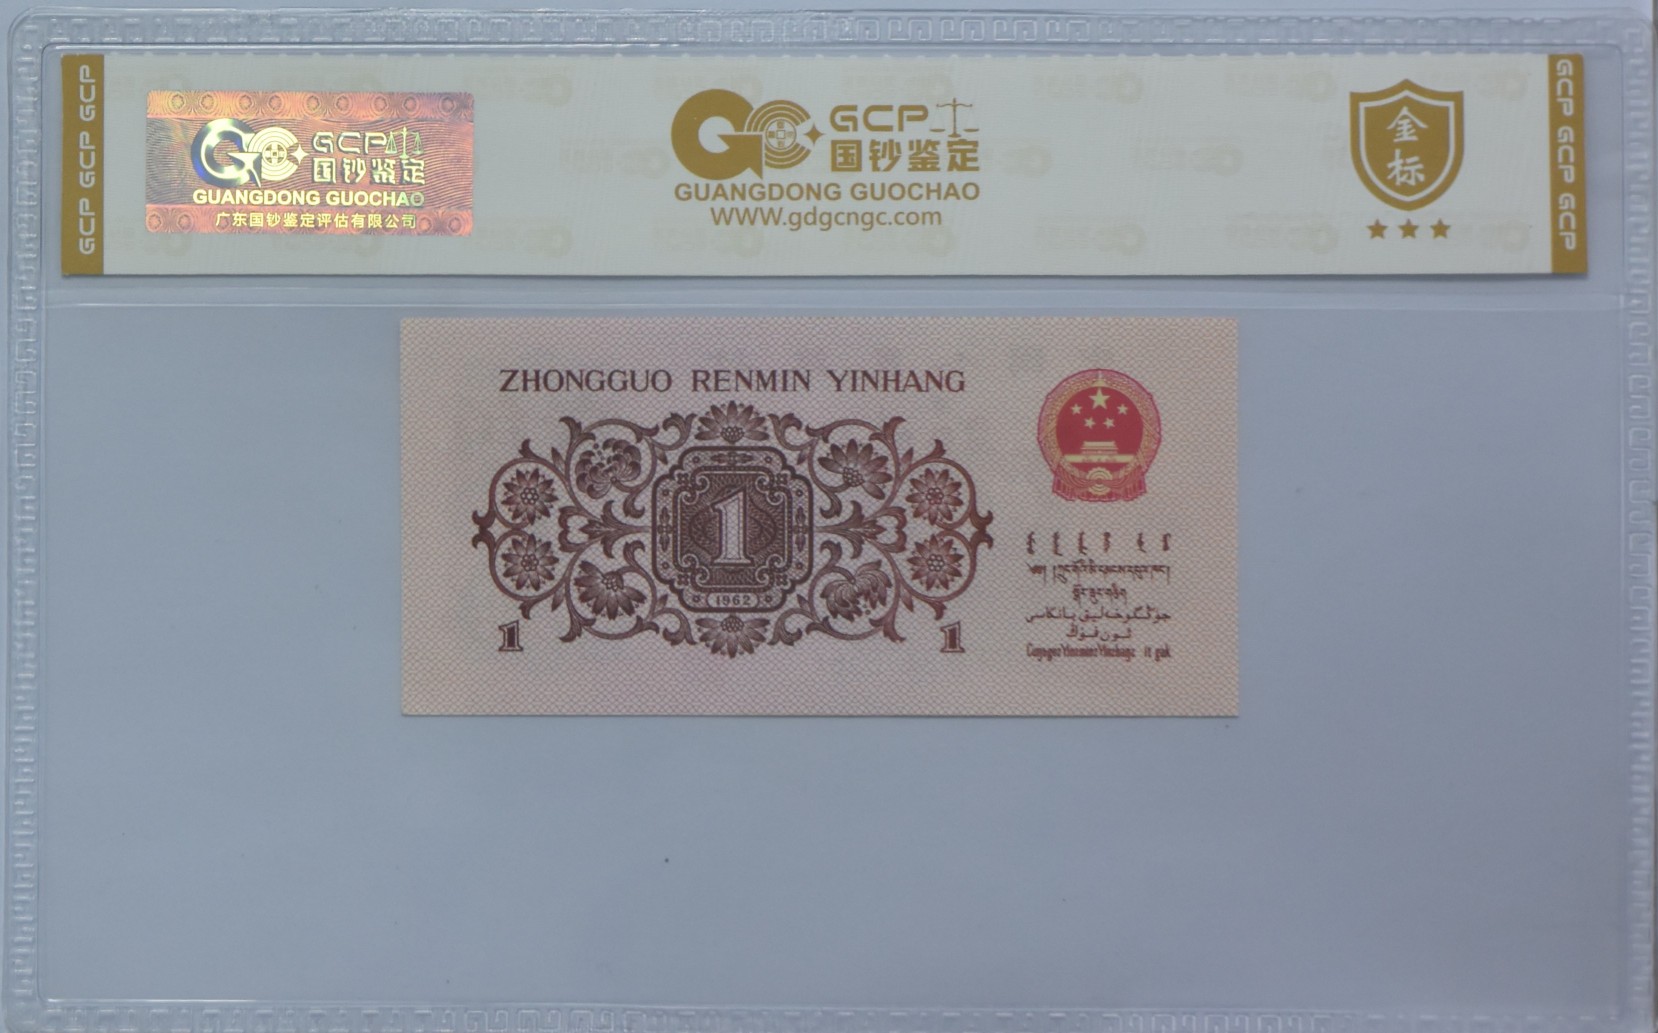 GCP GCP GCP
GCP 国钞鉴定
GUANGDONG GUOCHAO
广东国钞鉴定评估有限公司
GCP 国钞鉴定
GUANGDONG GUOCHAO
WWW.gdgcngc.com
金标
GCP GCP GCP
ZHONGGUO RENMIN YINHANG
1
(1962)
1
1